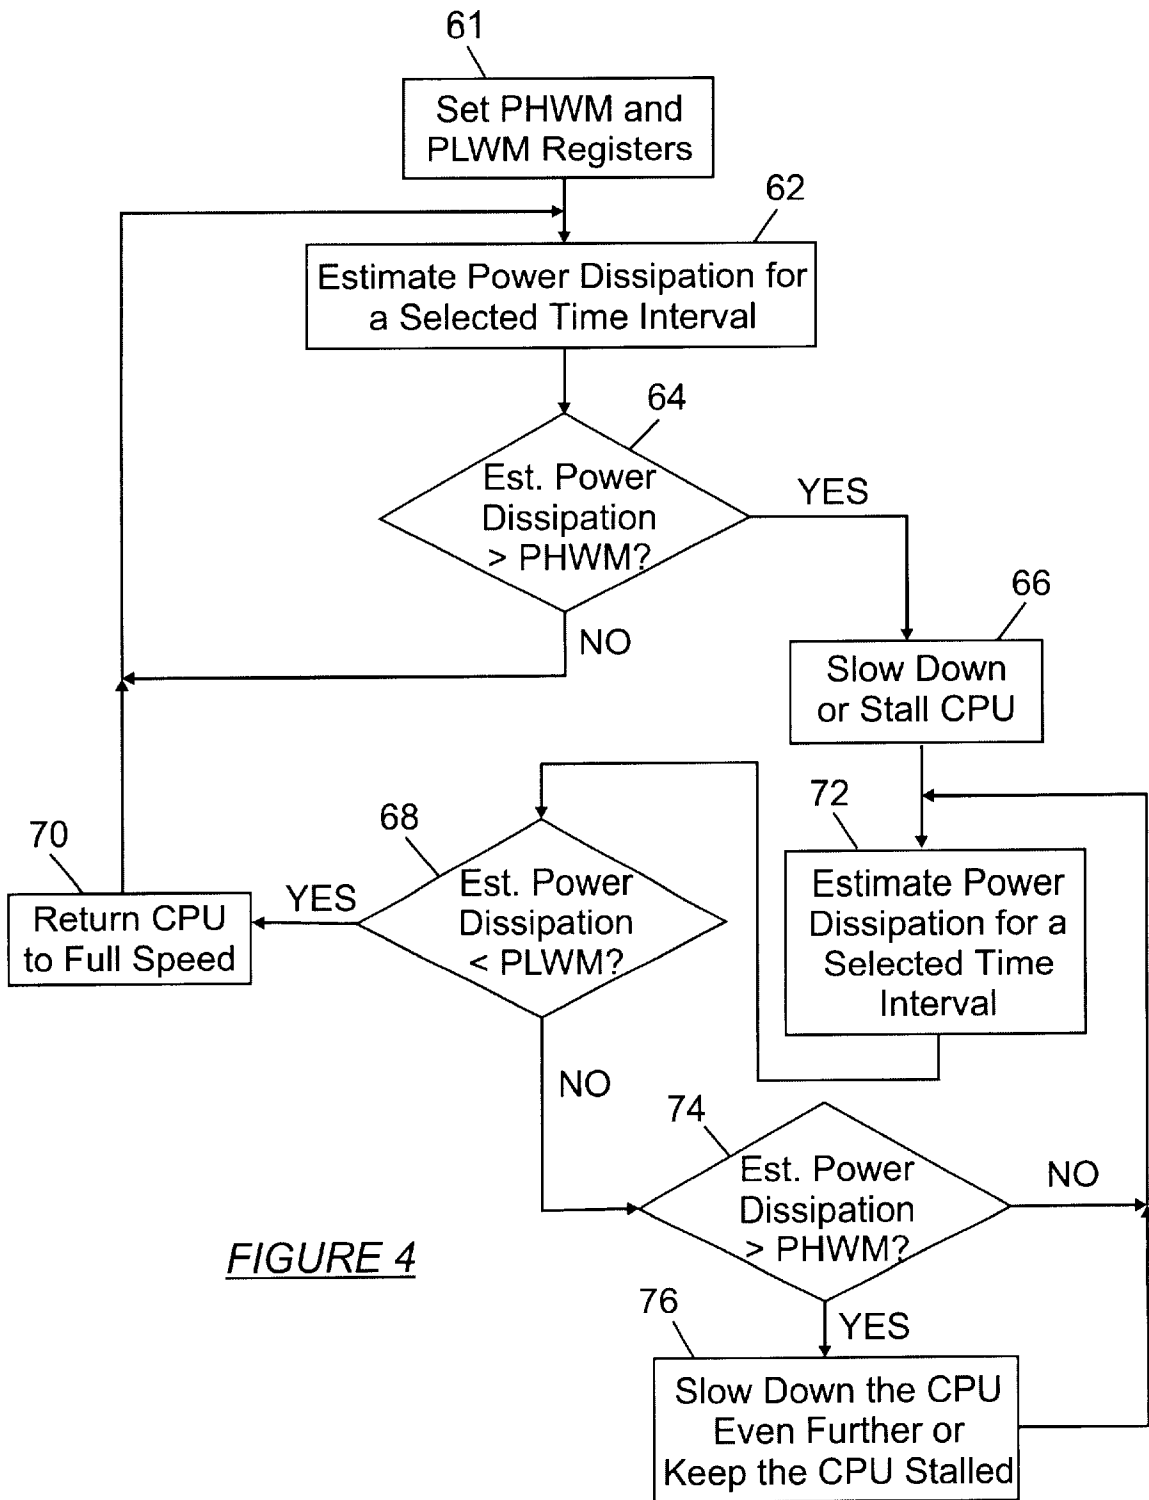 61
Set PHWM and
PLWM Registers
62
Estimate Power Dissipation for
a Selected Time Interval
64
Est. Power
Dissipation
> PHWM?
YES
NO
66
Slow Down
or Stall CPU
72
Estimate Power
Dissipation for a
Selected Time
Interval
68
Est. Power
Dissipation
< PLWM?
YES
NO
70
Return CPU
to Full Speed
74
Est. Power
Dissipation
> PHWM?
NO
YES
76
Slow Down the CPU
Even Further or
Keep the CPU Stalled
FIGURE 4